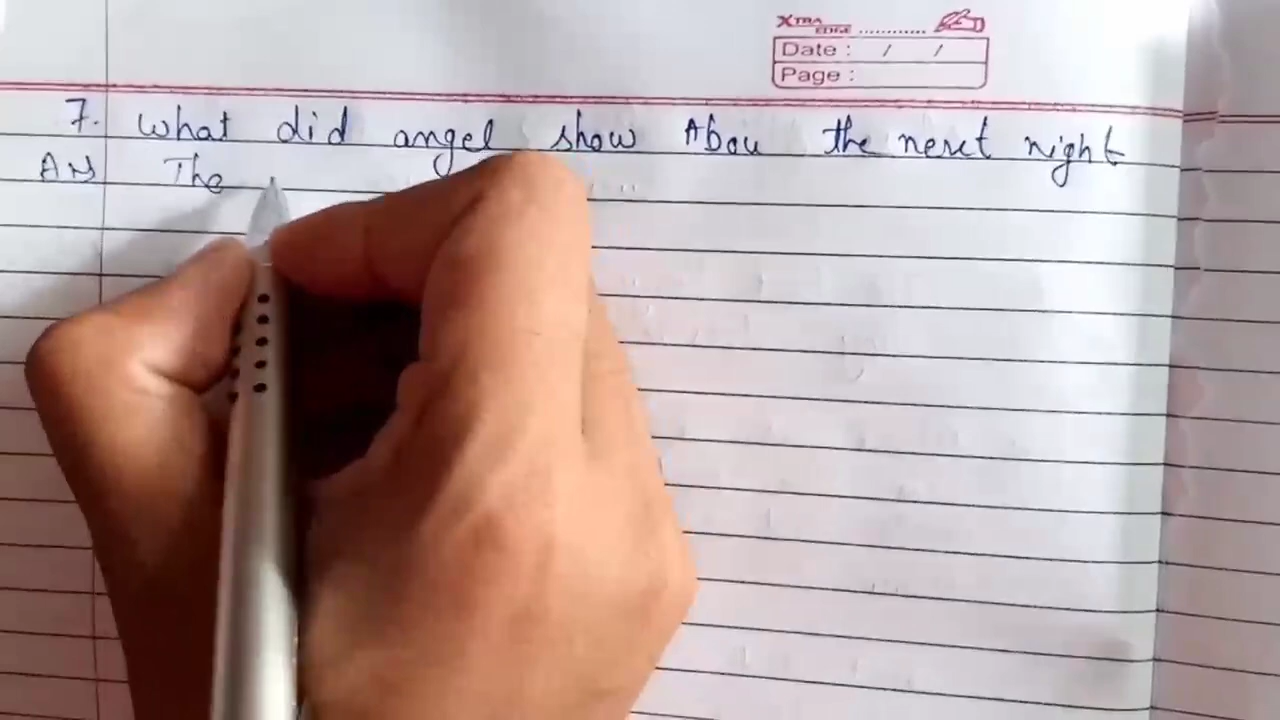 XTRA EDGE ............
Date : / /
Page :
7. What did angel show Abou the next night
Ans The